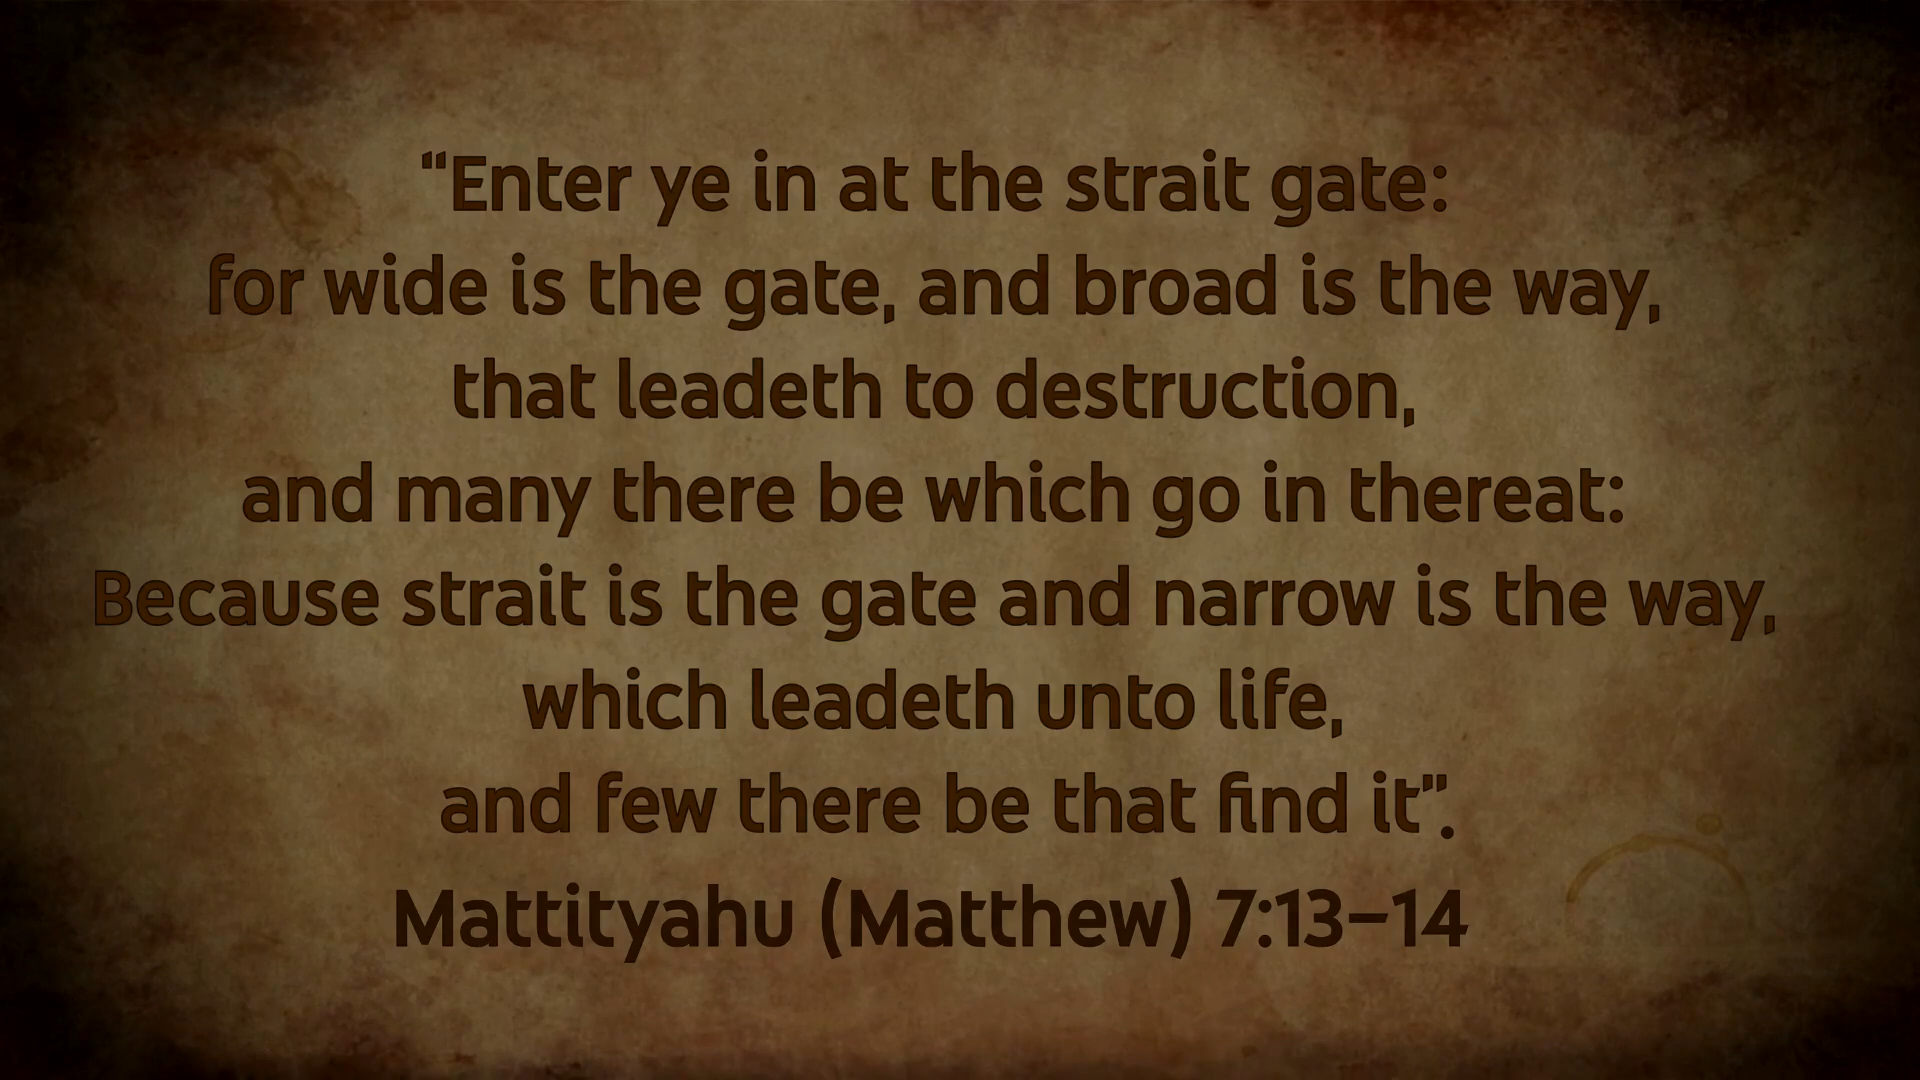 “Enter ye in at the strait gate:
for wide is the gate, and broad is the way,
that leadeth to destruction,
and many there be which go in thereat:
Because strait is the gate and narrow is the way,
which leadeth unto life,
and few there be that find it”.
Mattityahu (Matthew) 7:13–14